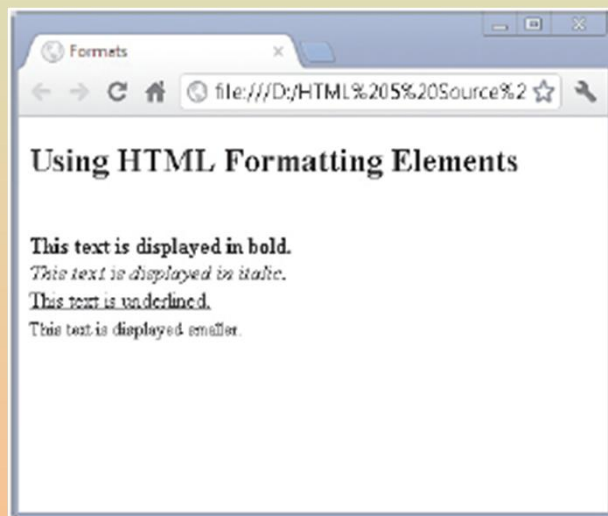 Formats
file:///D:/HTML%205%20Source%2
Using HTML Formatting Elements
This text is displayed in bold.
This text is displayed in italic.
This text is underlined.
This text is displayed smaller.